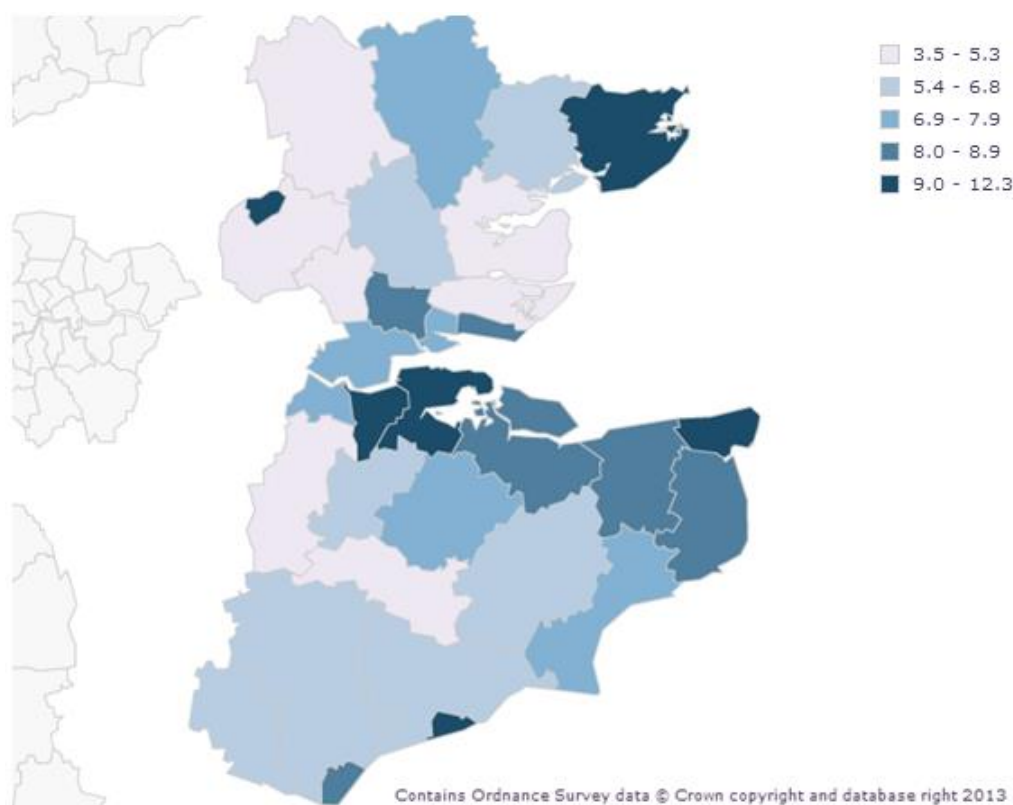 3.5 - 5.3
5.4 - 6.8
6.9 - 7.9
8.0 - 8.9
9.0 - 12.3
Contains Ordnance Survey data © Crown copyright and database right 2013